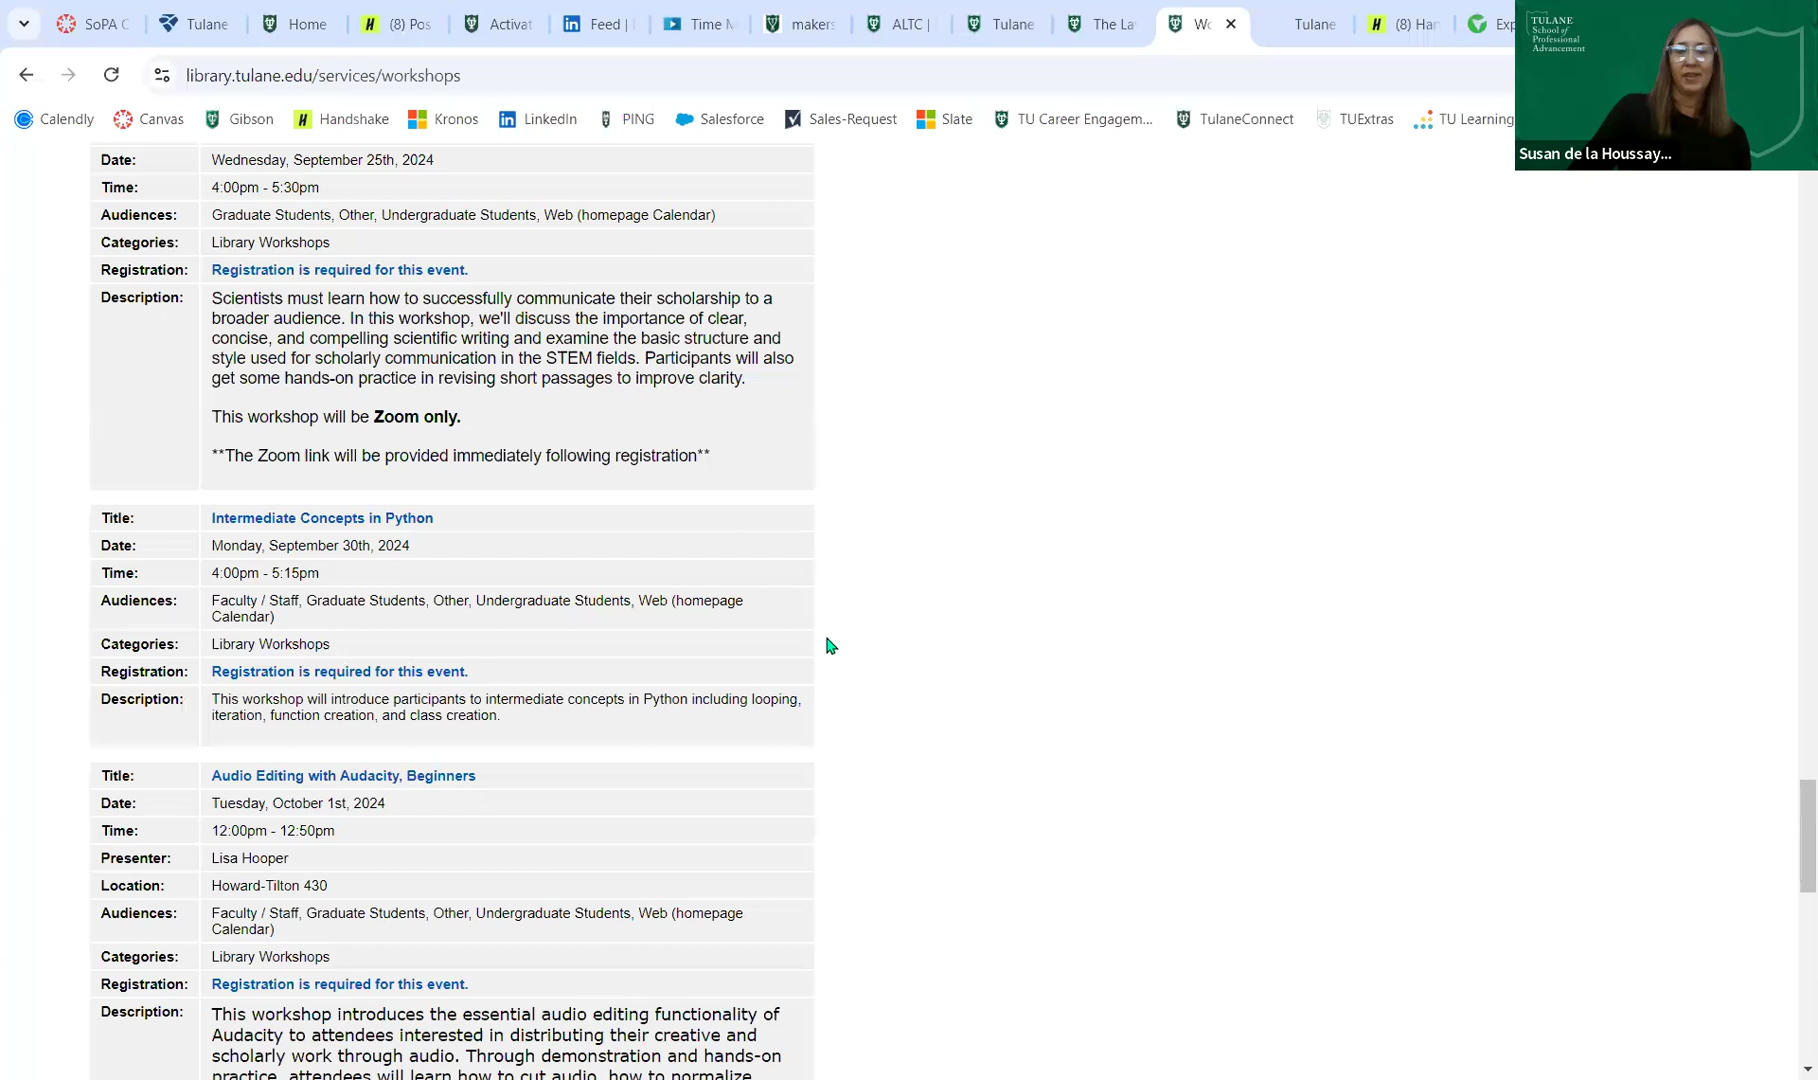 SoPA C
Tulane
Home
(8) Pos
Activat
Feed |
Time M
makers
ALTC |
Tulane
The La
Wo
Tulane
(8) Han
Exp
library.tulane.edu/services/workshops
Calendly
Canvas
Gibson
Handshake
Kronos
LinkedIn
PING
Salesforce
Sales-Request
Slate
TU Career Engagem...
TulaneConnect
TUExtras
TU Learning
TULANE
School of
Professional
Advancement
Susan de la Houssay...
Date: Wednesday, September 25th, 2024
Time: 4:00pm - 5:30pm
Audiences: Graduate Students, Other, Undergraduate Students, Web (homepage Calendar)
Categories: Library Workshops
Registration: Registration is required for this event.
Description: Scientists must learn how to successfully communicate their scholarship to a
broader audience. In this workshop, we'll discuss the importance of clear,
concise, and compelling scientific writing and examine the basic structure and
style used for scholarly communication in the STEM fields. Participants will also
get some hands-on practice in revising short passages to improve clarity.
This workshop will be Zoom only.
**The Zoom link will be provided immediately following registration**
Title: Intermediate Concepts in Python
Date: Monday, September 30th, 2024
Time: 4:00pm - 5:15pm
Audiences: Faculty / Staff, Graduate Students, Other, Undergraduate Students, Web (homepage
Calendar)
Categories: Library Workshops
Registration: Registration is required for this event.
Description: This workshop will introduce participants to intermediate concepts in Python including looping,
iteration, function creation, and class creation.
Title: Audio Editing with Audacity, Beginners
Date: Tuesday, October 1st, 2024
Time: 12:00pm - 12:50pm
Presenter: Lisa Hooper
Location: Howard-Tilton 430
Audiences: Faculty / Staff, Graduate Students, Other, Undergraduate Students, Web (homepage
Calendar)
Categories: Library Workshops
Registration: Registration is required for this event.
Description: This workshop introduces the essential audio editing functionality of
Audacity to attendees interested in distributing their creative and
scholarly work through audio. Through demonstration and hands-on
practice, attendees will learn how to cut audio, how to normalize